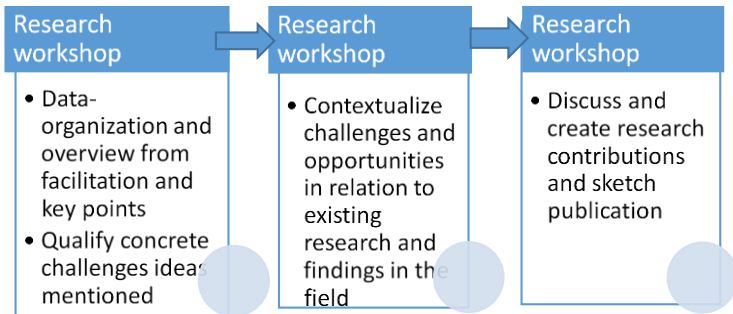 Research
workshop
• Data-
organization and
overview from
facilitation and
key points
• Qualify concrete
challenges ideas
mentioned
Research
workshop
• Contextualize
challenges and
opportunities
in relation to
existing
research and
findings in the
field
Research
workshop
• Discuss and
create research
contributions
and sketch
publication